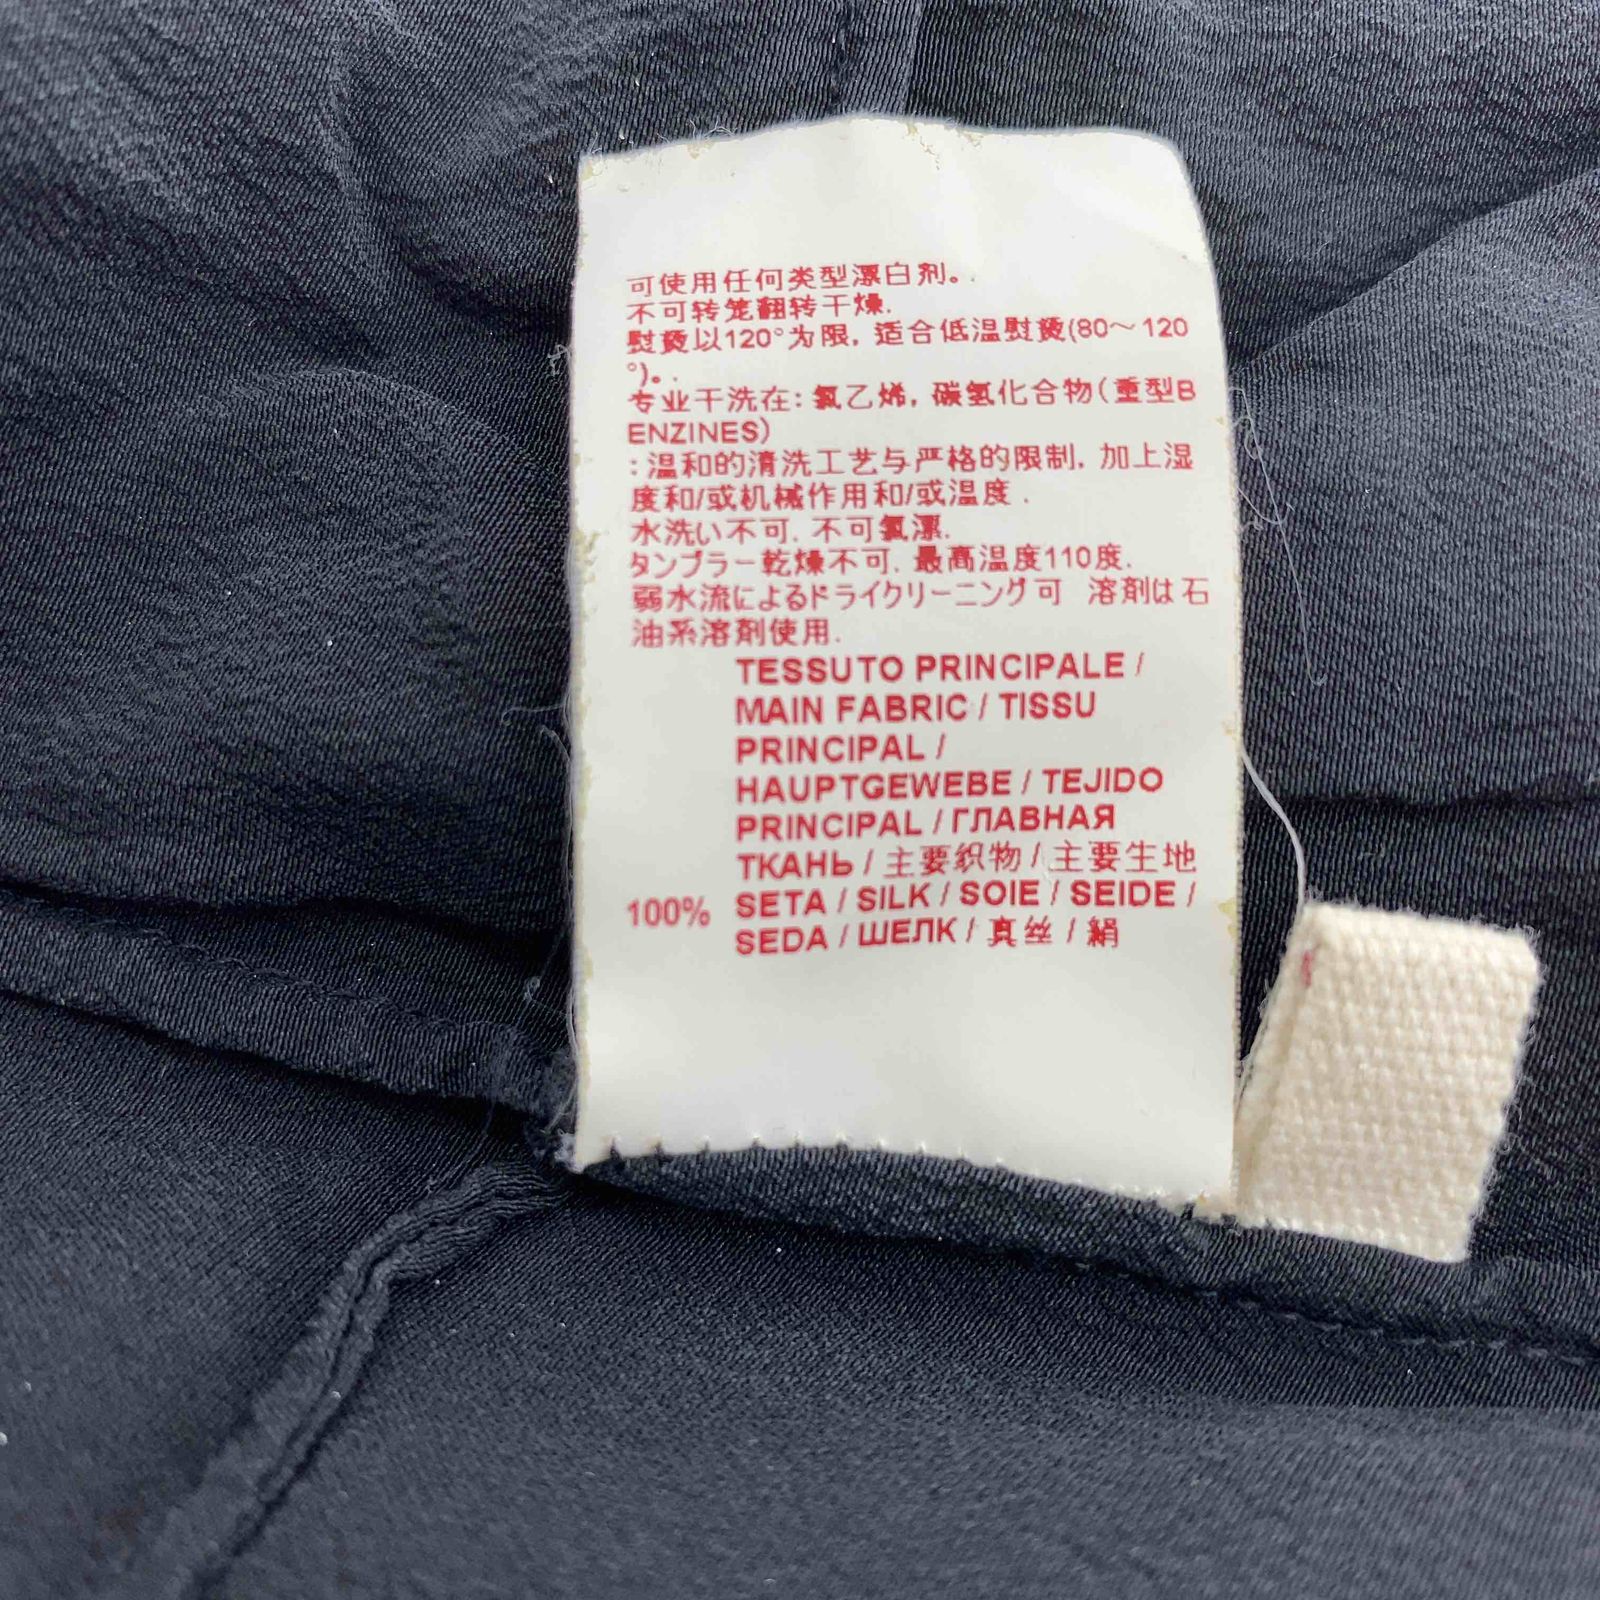 可使用任何类型漂白剂。.
不可转笼翻转干燥.
熨烫以120°为限, 适合低温熨烫(80～120
°)。.
专业干洗在: 氯乙烯, 碳氢化合物(重型B
ENZINES)
: 温和的清洗工艺与严格的限制, 加上湿
度和/或机械作用和/或温度 .
水洗い不可. 不可氯漂.
タンブラー乾燥不可. 最高温度110度.
弱水流によるドライクリーニング可 溶剤は石
油系溶剤使用.
TESSUTO PRINCIPALE /
MAIN FABRIC / TISSU
PRINCIPAL /
HAUPTGEWEBE / TEJIDO
PRINCIPAL / ГЛАВНАЯ
ТКАНЬ / 主要织物 / 主要生地
100% SETA / SILK / SOIE / SEIDE /
SEDA / ШЕЛК / 真丝 / 絹